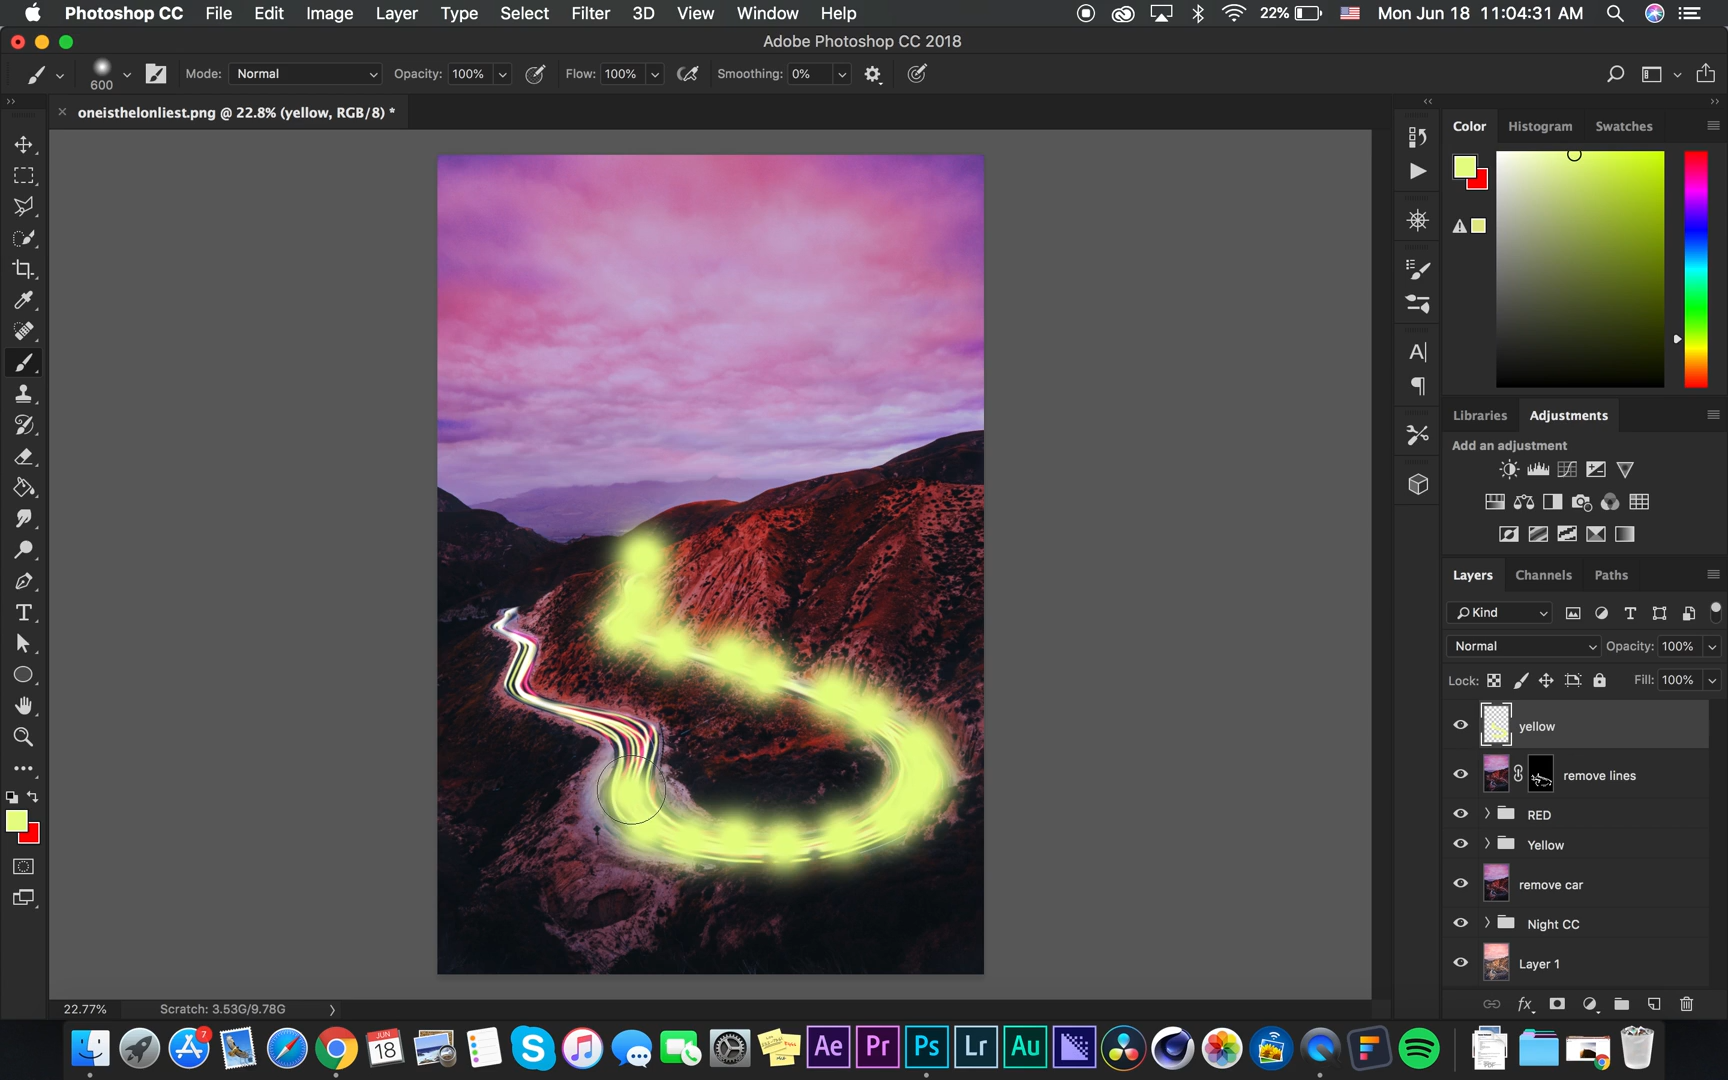 Photoshop CC File Edit Image Layer Type Select Filter 3D View Window Help 22% Mon Jun 18 11:04:31 AM
Adobe Photoshop CC 2018
600 Mode: Normal Opacity: 100% Flow: 100% Smoothing: 0%
oneisthelonliest.png @ 22.8% (yellow, RGB/8) *
Color Histogram Swatches
Libraries Adjustments
Add an adjustment
Layers Channels Paths
Kind
Normal Opacity: 100%
Lock: Fill: 100%
yellow
remove lines
RED
Yellow
remove car
Night CC
Layer 1
fx
22.77% Scratch: 3.53G/9.78G
7 JUN 18 Ae Pr Ps Lr Au